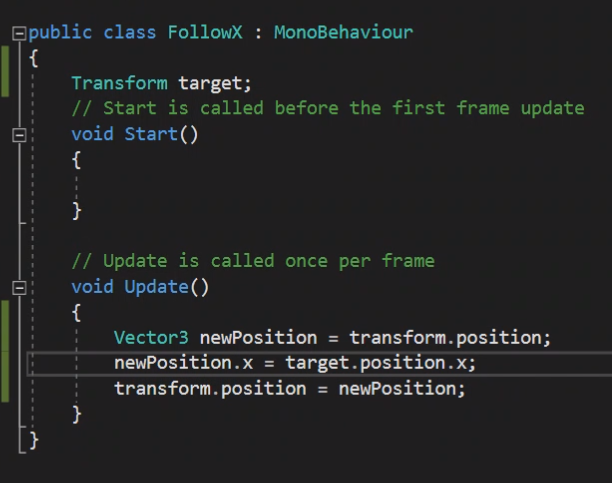 public class FollowX : MonoBehaviour
{
Transform target;
// Start is called before the first frame update
void Start()
{
}
// Update is called once per frame
void Update()
{
Vector3 newPosition = transform.position;
newPosition.x = target.position.x;
transform.position = newPosition;
}
}